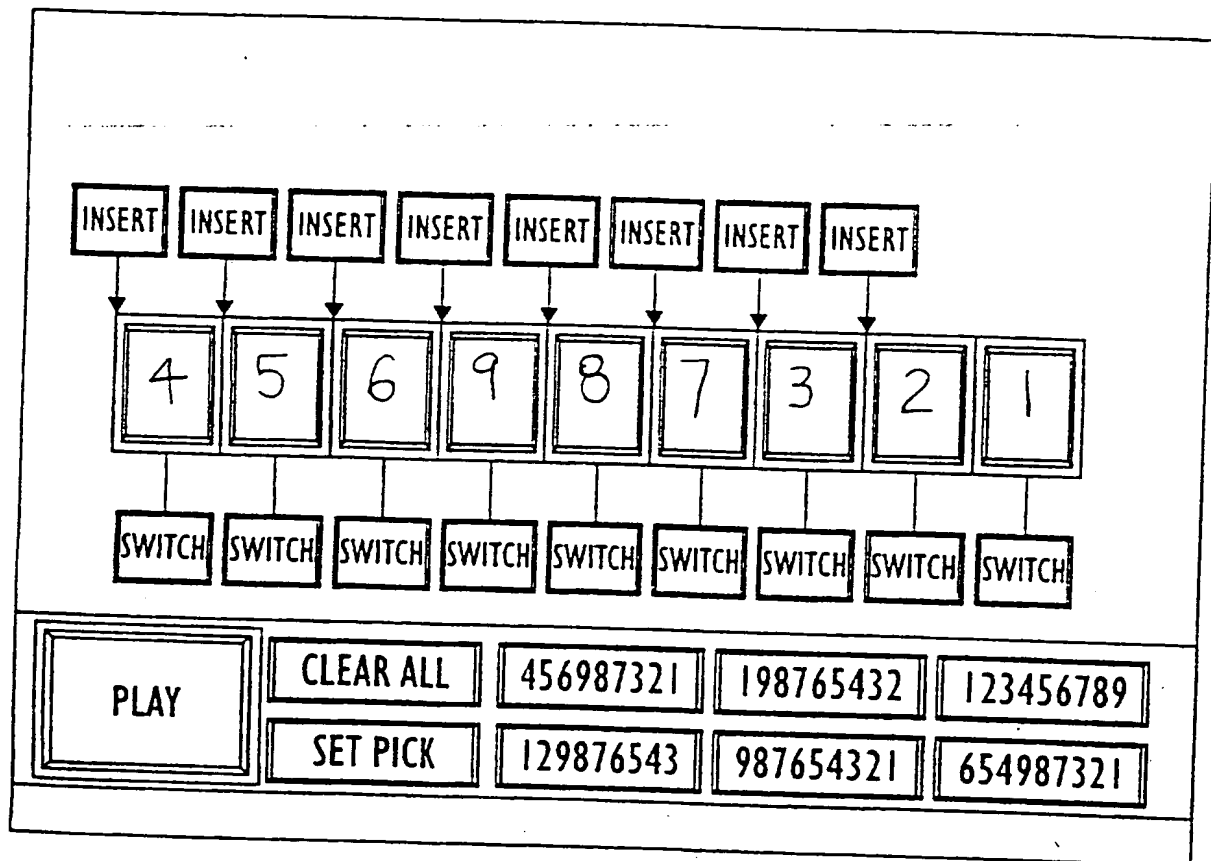 INSERT INSERT INSERT INSERT INSERT INSERT INSERT INSERT
4 5 6 9 8 7 3 2 1
SWITCH SWITCH SWITCH SWITCH SWITCH SWITCH SWITCH SWITCH SWITCH
PLAY
CLEAR ALL 456987321 198765432 123456789
SET PICK 129876543 987654321 654987321